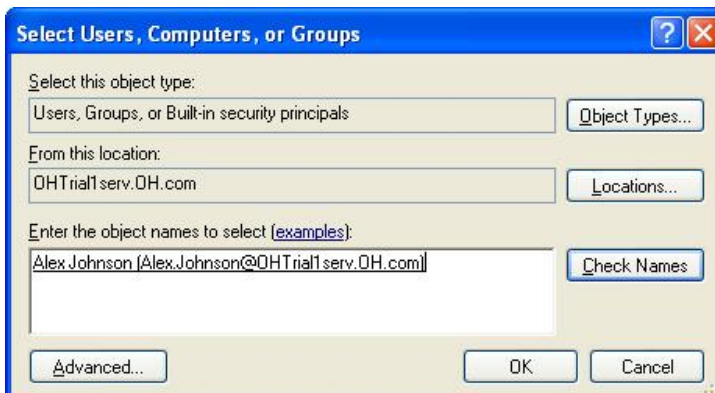 Select Users, Computers, or Groups
Select this object type:
Users, Groups, or Built-in security principals
Object Types...
From this location:
OHTrial1serv.OH.com
Locations...
Enter the object names to select (examples):
Alex Johnson (Alex.Johnson@OHTrial1serv.OH.com)
Check Names
Advanced...
OK
Cancel